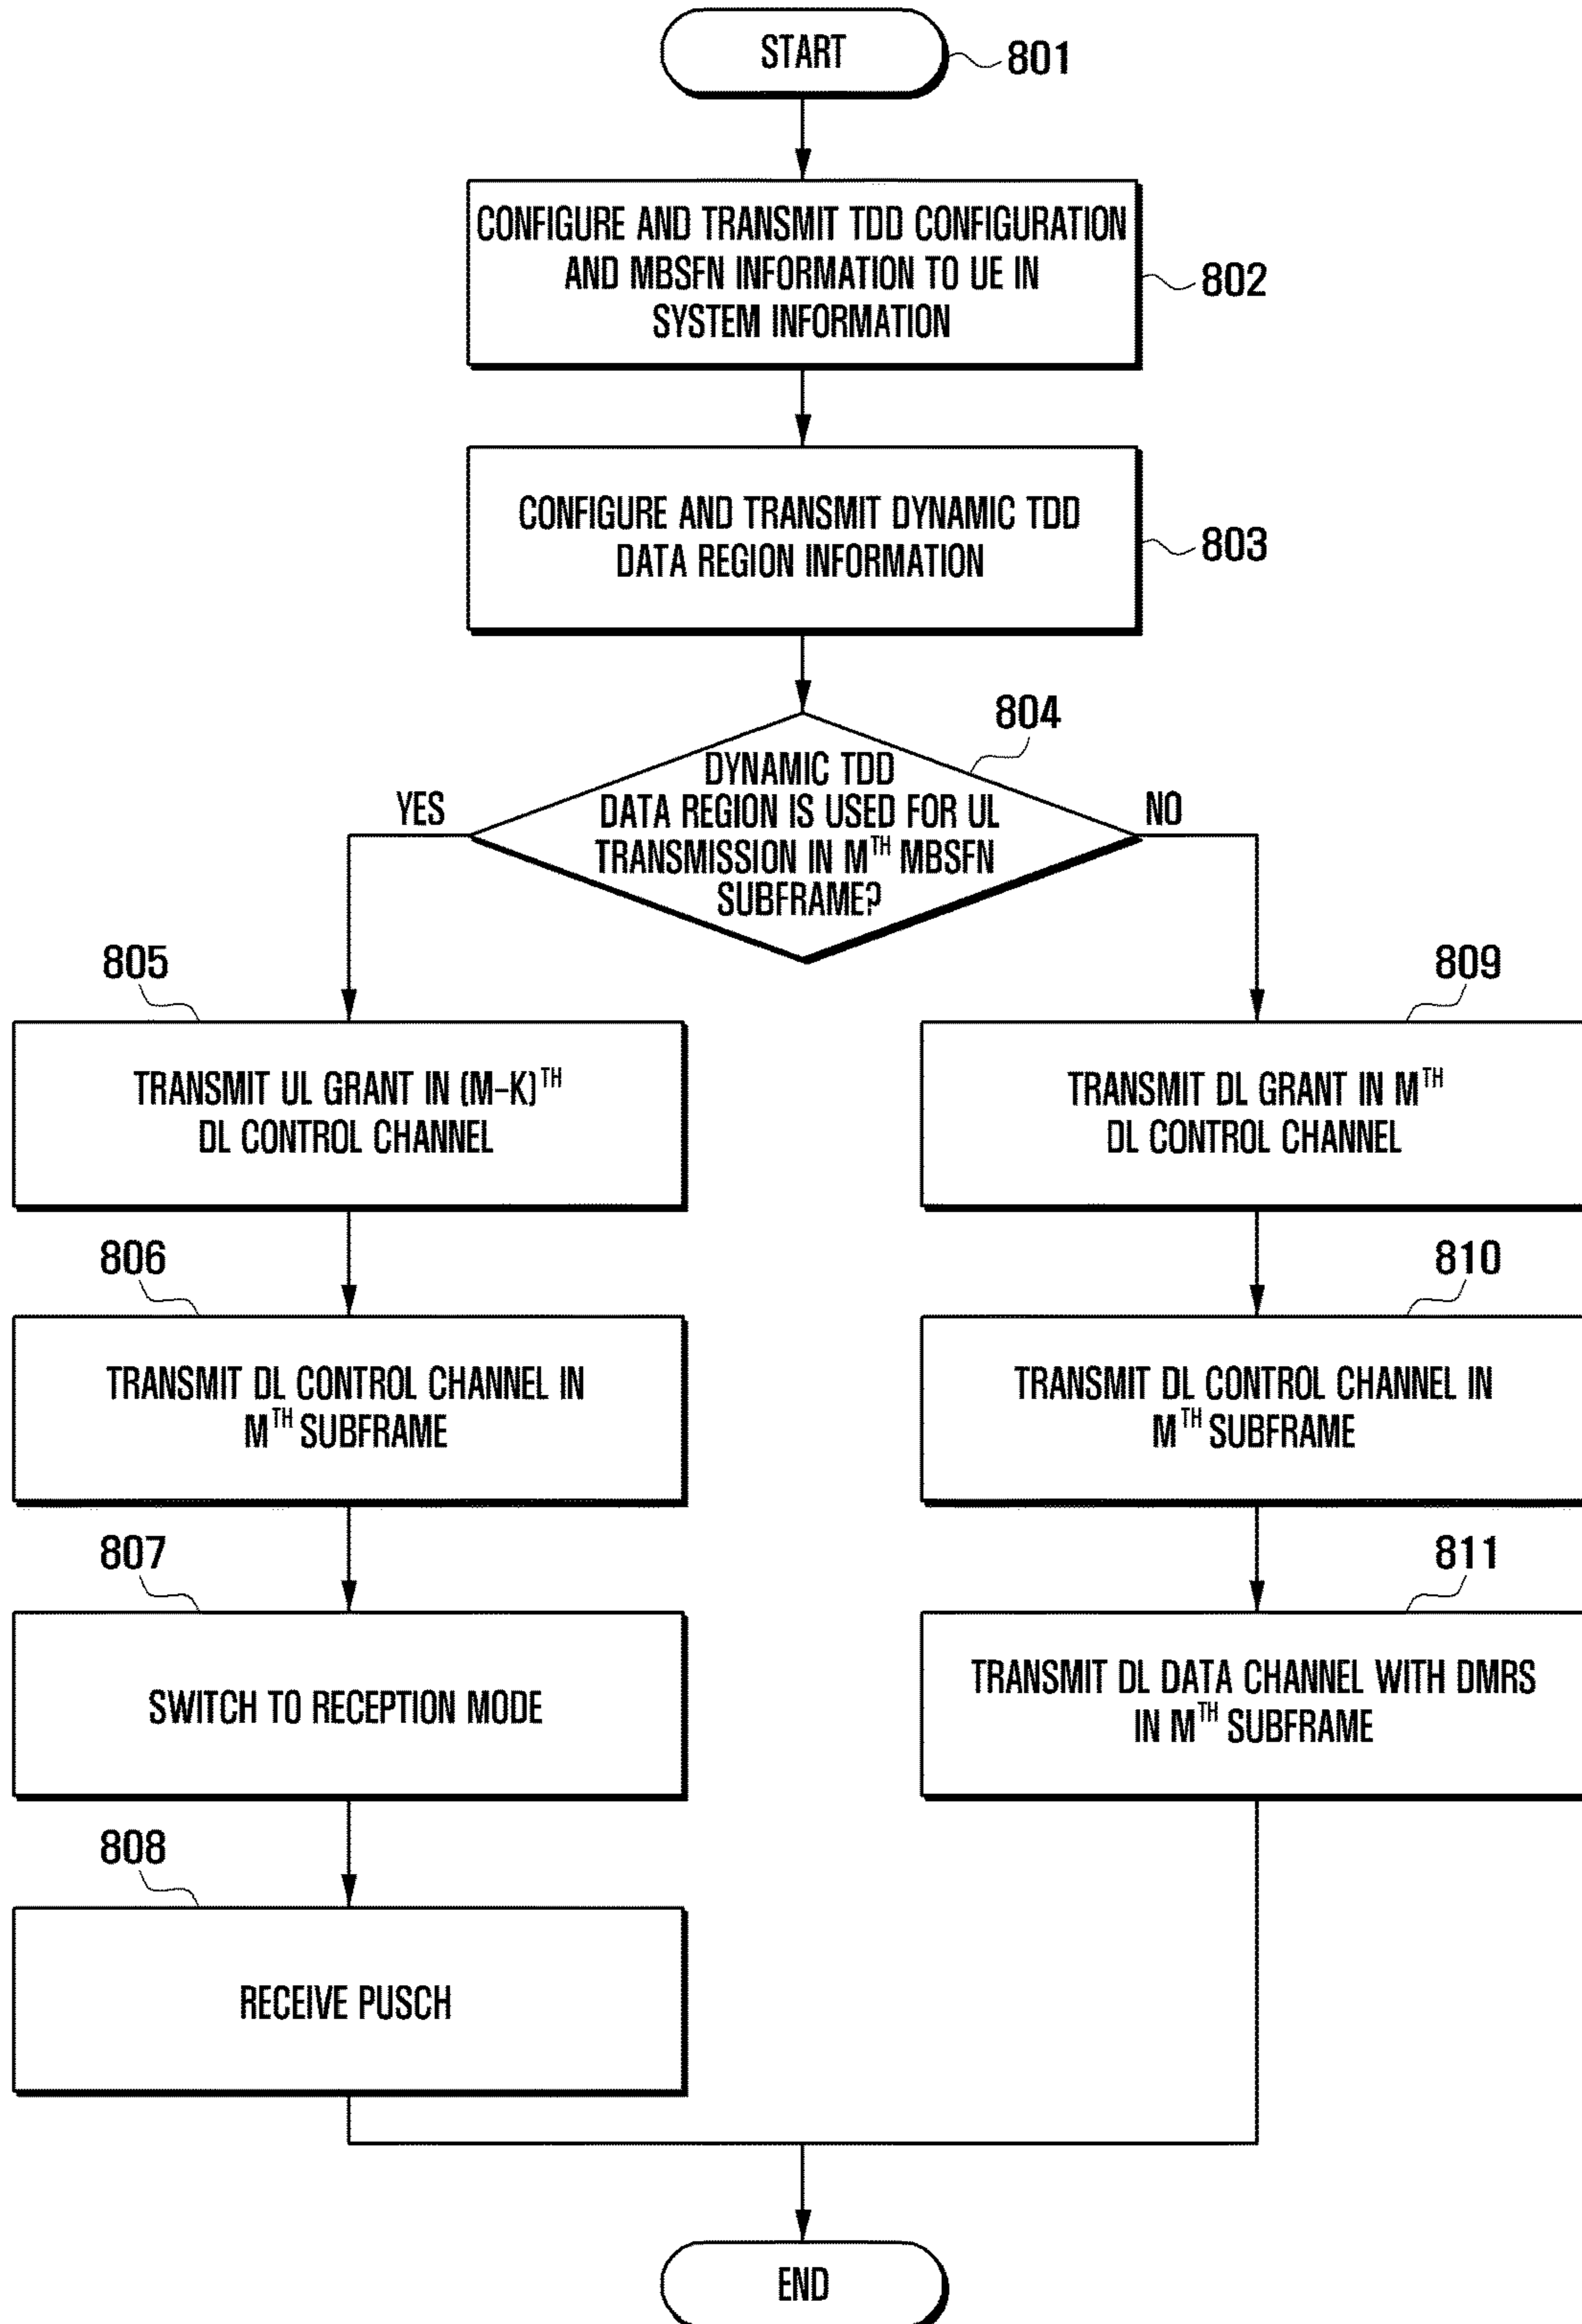 START
801
CONFIGURE AND TRANSMIT TDD CONFIGURATION
AND MBSFN INFORMATION TO UE IN
SYSTEM INFORMATION
802
CONFIGURE AND TRANSMIT DYNAMIC TDD
DATA REGION INFORMATION
803
804
DYNAMIC TDD
DATA REGION IS USED FOR UL
TRANSMISSION IN MTH MBSFN
SUBFRAME?
YES
NO
805
TRANSMIT UL GRANT IN (M-K)TH
DL CONTROL CHANNEL
806
TRANSMIT DL CONTROL CHANNEL IN
MTH SUBFRAME
807
SWITCH TO RECEPTION MODE
808
RECEIVE PUSCH
809
TRANSMIT DL GRANT IN MTH
DL CONTROL CHANNEL
810
TRANSMIT DL CONTROL CHANNEL IN
MTH SUBFRAME
811
TRANSMIT DL DATA CHANNEL WITH DMRS
IN MTH SUBFRAME
END